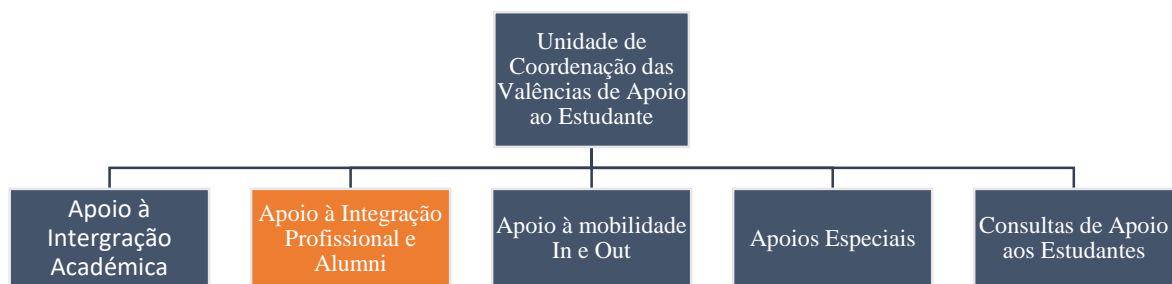 Unidade de
Coordenação das
Valências de Apoio
ao Estudante
Apoio à
Intergração
Académica
Apoio à Integração
Profissional e
Alumni
Apoio à mobilidade
In e Out
Apoios Especiais
Consultas de Apoio
aos Estudantes